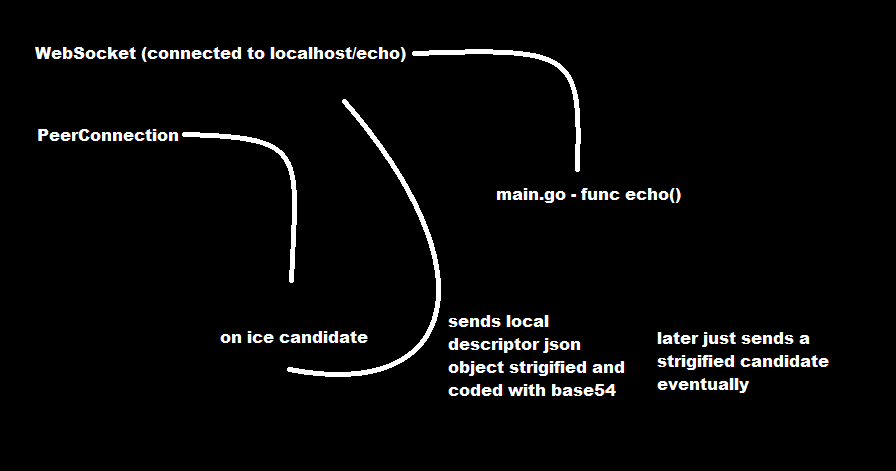 WebSocket (connected to localhost/echo)
PeerConnection
main.go - func echo()
on ice candidate
sends local
descriptor json
object strigified and
coded with base54
later just sends a
strigified candidate
eventually